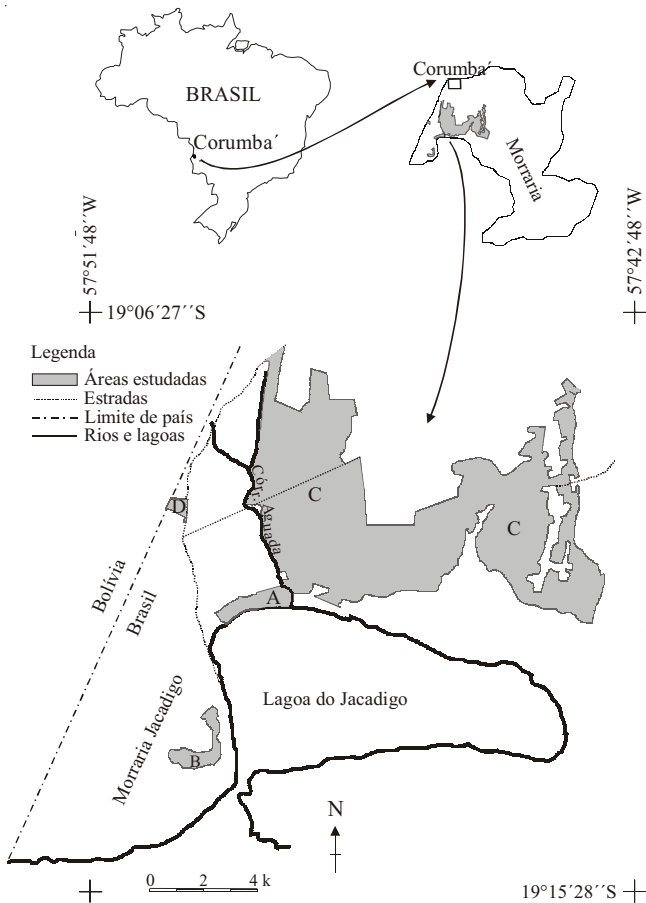 Corumba´
BRASIL
Corumba´
Morraria
57°51´48´´W
57°42´48´´W
19°06´27´´S
Legenda
Áreas estudadas
Estradas
Limite de país
Rios e lagoas
Córr. Aguada
C
C
D
A
Bolívia
Brasil
Morraria Jacadigo
Lagoa do Jacadigo
B
N
0 2 4 k
19°15´28´´S